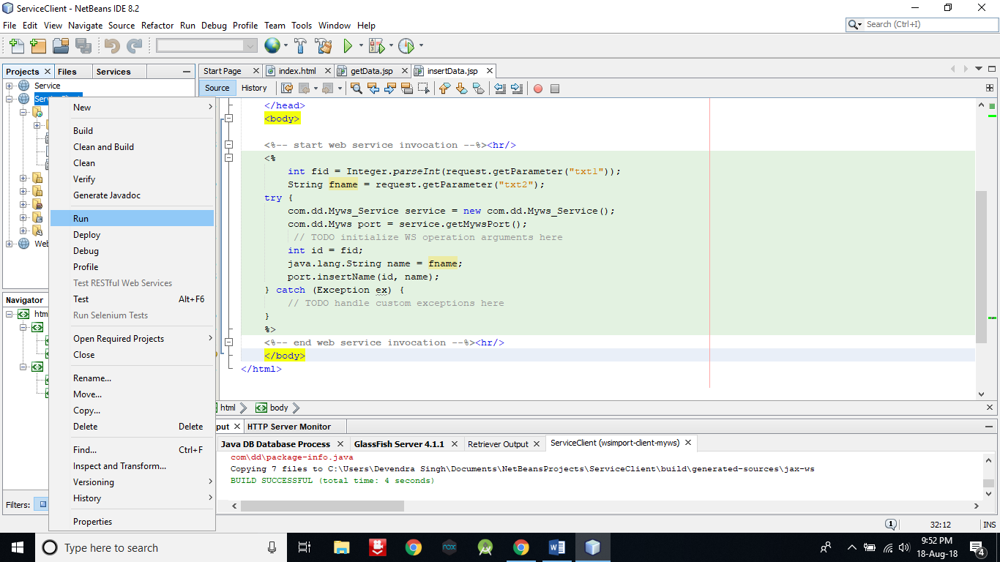 ServiceClient - NetBeans IDE 8.2
File Edit View Navigate Source Refactor Run Debug Profile Team Tools Window Help
Search (Ctrl+I)
Projects Files Services
Start Page index.html getData.jsp insertData.jsp
Source History
Service
New
Build
Clean and Build
Clean
Verify
Generate Javadoc
Run
Deploy
Debug
Profile
Test RESTful Web Services
Test Alt+F6
Run Selenium Tests
Open Required Projects
Close
Rename...
Move...
Copy...
Delete Delete
Find... Ctrl+F
Inspect and Transform...
Versioning
History
Properties
Navigator
Filters:
</head>
<body>
<%-- start web service invocation --%><hr/>
<%
int fid = Integer.parseInt(request.getParameter("txt1"));
String fname = request.getParameter("txt2");
try {
com.dd.Myws_Service service = new com.dd.Myws_Service();
com.dd.Myws port = service.getMywsPort();
// TODO initialize WS operation arguments here
int id = fid;
java.lang.String name = fname;
port.insertName(id, name);
} catch (Exception ex) {
// TODO handle custom exceptions here
}
%>
<%-- end web service invocation --%><hr/>
</body>
</html>
html body
put HTTP Server Monitor
Java DB Database Process GlassFish Server 4.1.1 Retriever Output ServiceClient (wsimport-client-myws)
com\dd\package-info.java
Copying 7 files to C:\Users\Devendra Singh\Documents\NetBeansProjects\ServiceClient\build\generated-sources\jax-ws
BUILD SUCCESSFUL (total time: 4 seconds)
1 32:12 INS
Type here to search
9:52 PM
18-Aug-18
4